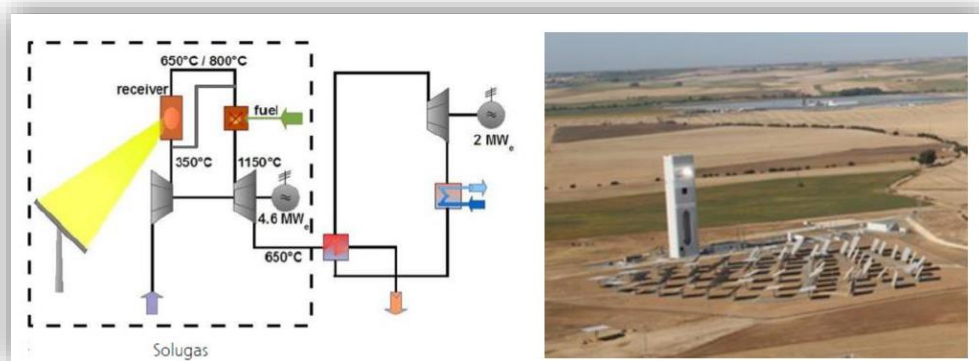 650°C / 800°C
receiver
fuel
350°C
1150°C
4.6 MWe
2 MWe
650°C
Solugas